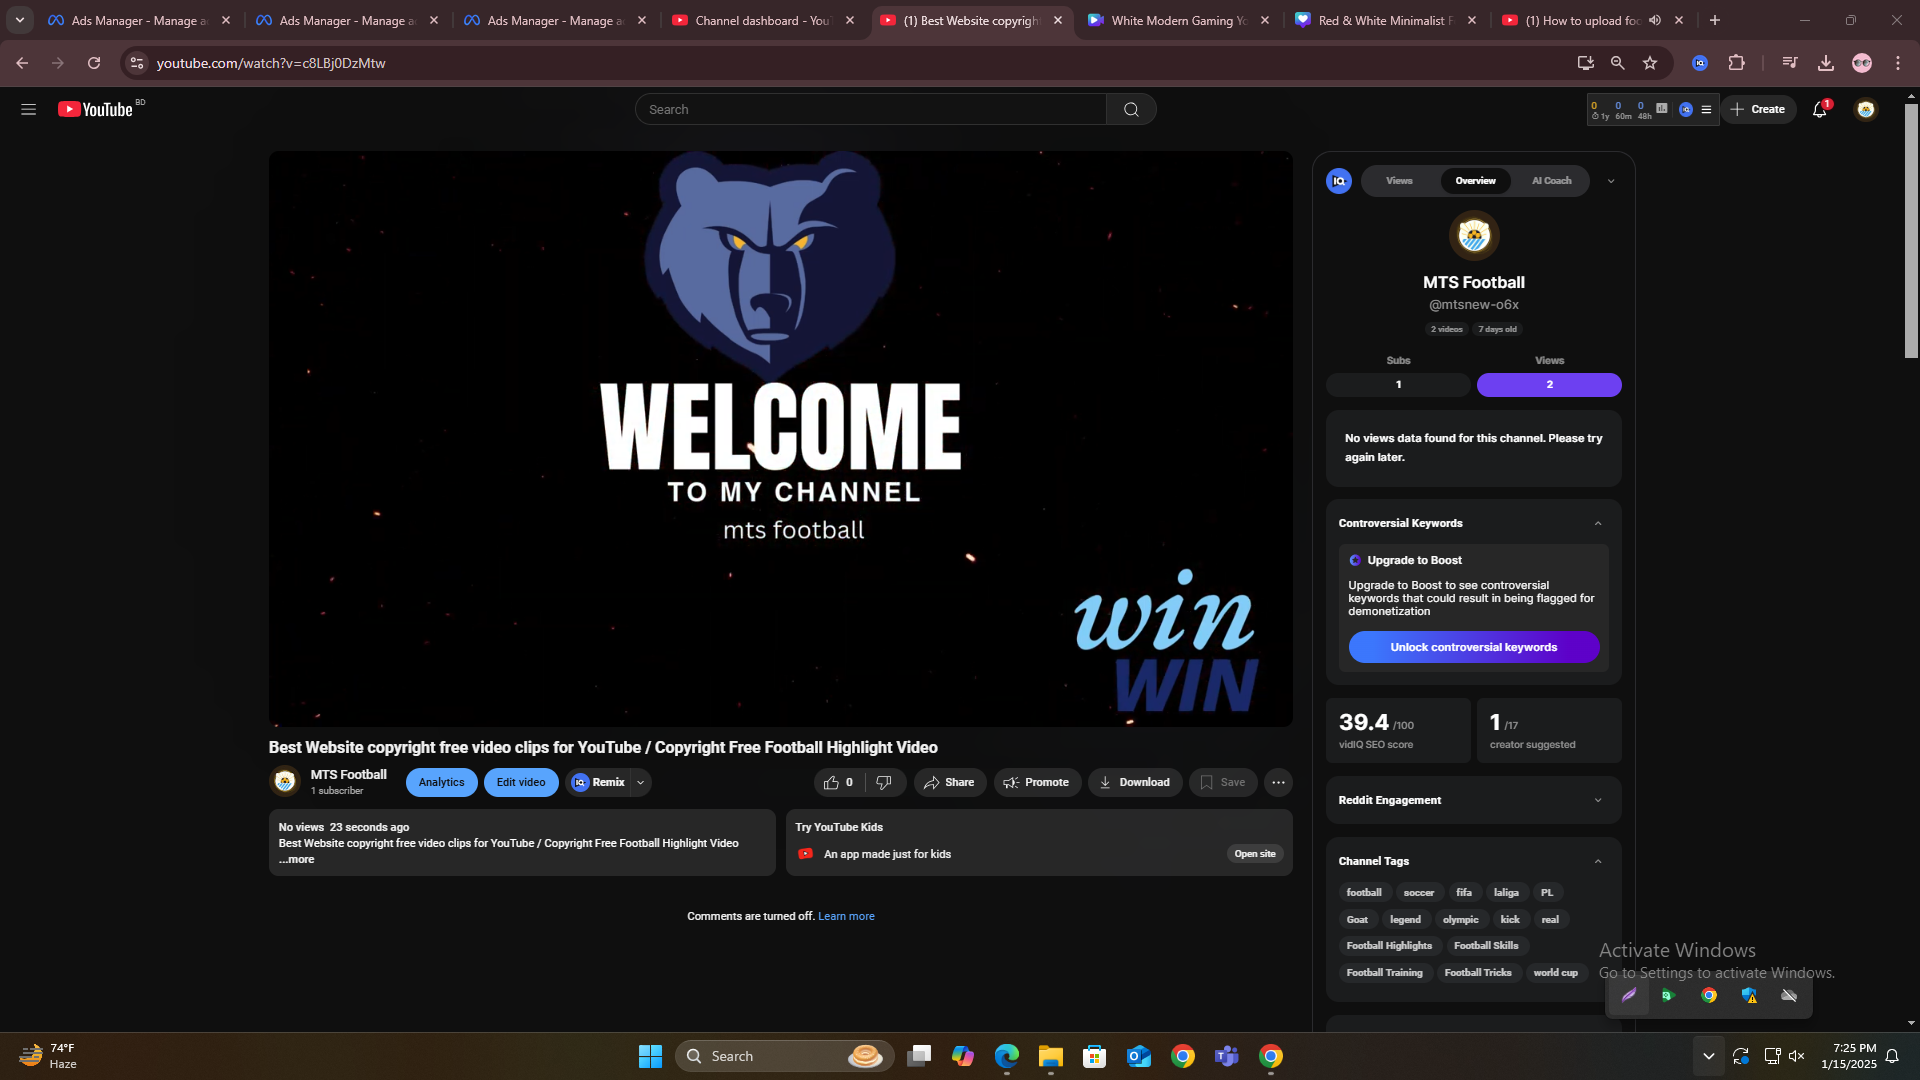 Ads Manager - Manage a
Ads Manager - Manage a
Ads Manager - Manage a
Channel dashboard - You
(1) Best Website copyrigh
White Modern Gaming Yo
Red & White Minimalist F
(1) How to upload foo
youtube.com/watch?v=c8LBj0DzMtw
YouTube BD
Search
0 0 0
1y 60m 48h
Create
1
WELCOME
TO MY CHANNEL
mts football
win
WIN
IQ
Views
Overview
AI Coach
MTS Football
@mtsnew-o6x
2 videos
7 days old
Subs
Views
1
2
No views data found for this channel. Please try
again later.
Controversial Keywords
Upgrade to Boost
Upgrade to Boost to see controversial
keywords that could result in being flagged for
demonetization
Unlock controversial keywords
39.4 /100
vidIQ SEO score
1 /17
creator suggested
Reddit Engagement
Channel Tags
football
soccer
fifa
laliga
PL
Goat
legend
olympic
kick
real
Football Highlights
Football Skills
Football Training
Football Tricks
world cup
Best Website copyright free video clips for YouTube / Copyright Free Football Highlight Video
MTS Football
1 subscriber
Analytics
Edit video
IQ Remix
0
Share
Promote
Download
Save
No views 23 seconds ago
Best Website copyright free video clips for YouTube / Copyright Free Football Highlight Video
...more
Try YouTube Kids
An app made just for kids
Open site
Comments are turned off. Learn more
Activate Windows
Go to Settings to activate Windows.
74°F
Haze
Search
7:25 PM
1/15/2025